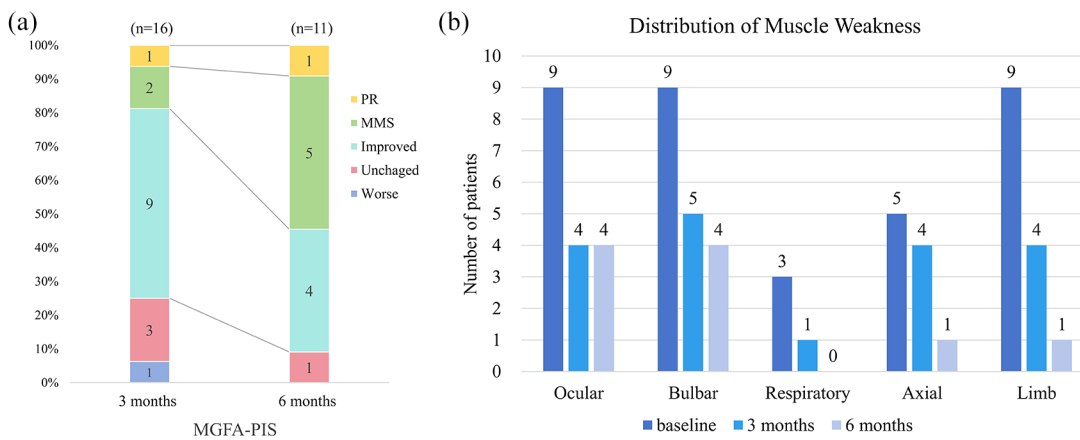 (a)
(n=16) (n=11)
100%
90%
80%
70%
60%
50%
40%
30%
20%
10%
0%
1
2
9
3
1
1
5
4
1
3 months 6 months
MGFA-PIS
PR
MMS
Improved
Unchaged
Worse
(b)
Distribution of Muscle Weakness
Number of patients
10
9
8
7
6
5
4
3
2
1
0
9 4 4
9 5 4
3 1 0
5 4 1
9 4 1
Ocular Bulbar Respiratory Axial Limb
baseline 3 months 6 months